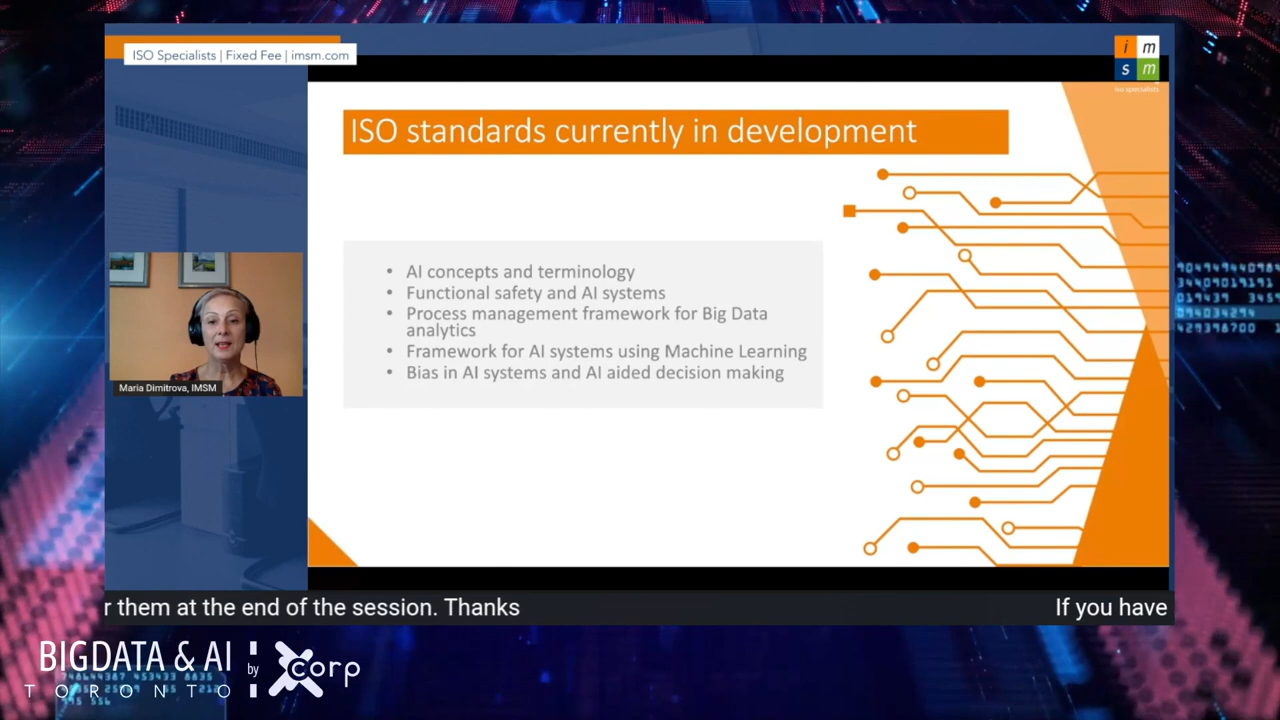 ISO Specialists | Fixed Fee | imsm.com
i m
s m
iso specialists
ISO standards currently in development
• AI concepts and terminology
• Functional safety and AI systems
• Process management framework for Big Data
analytics
• Framework for AI systems using Machine Learning
• Bias in AI systems and AI aided decision making
Maria Dimitrova, IMSM
r them at the end of the session. Thanks
If you have
BIGDATA & AI
TORONTO
by
corp